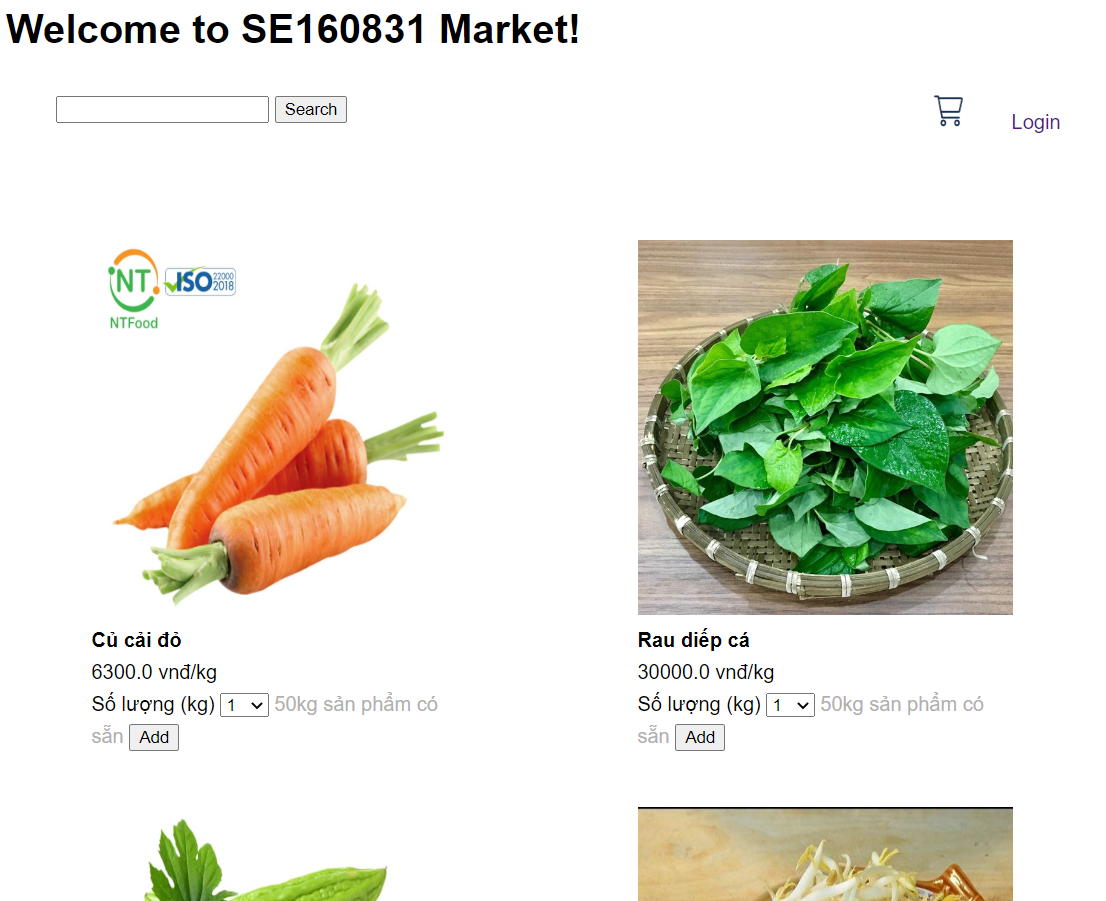 Welcome to SE160831 Market!
Search
Login
NT.
NTFood
ISO 22000 2018
Củ cải đỏ
6300.0 vnđ/kg
Số lượng (kg) 1 50kg sản phẩm có
sẵn Add
Rau diếp cá
30000.0 vnđ/kg
Số lượng (kg) 1 50kg sản phẩm có
sẵn Add